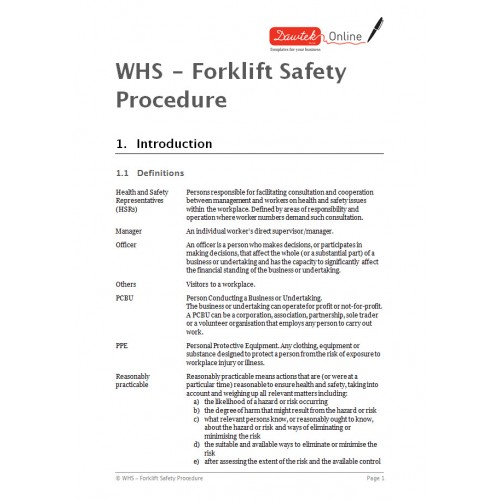 Dawtek Online
Templates for your business
WHS – Forklift Safety
Procedure
1. Introduction
1.1 Definitions
Health and Safety
Representatives
(HSRs)
Persons responsible for facilitating consultation and cooperation
between management and workers on health and safety issues
within the workplace. Defined by areas of responsibility and
operation where worker numbers demand such consultation.
Manager
An individual worker's direct supervisor/manager.
Officer
An officer is a person who makes decisions, or participates in
making decisions, that affect the whole (or a substantial part) of a
business or undertaking and has the capacity to significantly affect
the financial standing of the business or undertaking.
Others
Visitors to a workplace.
PCBU
Person Conducting a Business or Undertaking.
The business or undertaking can operate for profit or not-for-profit.
A PCBU can be a corporation, association, partnership, sole trader
or a volunteer organisation that employs any person to carry out
work.
PPE
Personal Protective Equipment. Any clothing, equipment or
substance designed to protect a person from the risk of exposure to
workplace injury or illness.
Reasonably
practicable
Reasonably practicable means actions that are (or were at a
particular time) reasonable to ensure health and safety, taking into
account and weighing up all relevant matters including:
a) the likelihood of a hazard or risk occurring
b) the degree of harm that might result from the hazard or risk
c) what relevant persons know, or reasonably ought to know,
about the hazard or risk and ways of eliminating or
minimising the risk
d) the suitable and available ways to eliminate or minimise the
risk
e) after assessing the extent of the risk and the available control
© WHS – Forklift Safety Procedure
Page 1